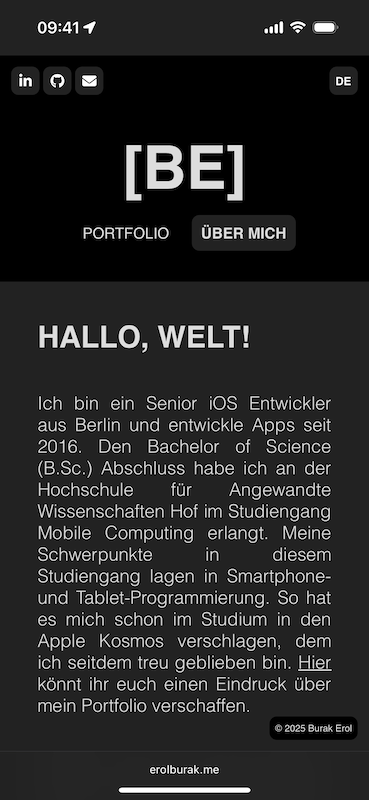 09:41
in
DE
[BE]
PORTFOLIO
ÜBER MICH
HALLO, WELT!
Ich bin ein Senior iOS Entwickler
aus Berlin und entwickle Apps seit
2016. Den Bachelor of Science
(B.Sc.) Abschluss habe ich an der
Hochschule für Angewandte
Wissenschaften Hof im Studiengang
Mobile Computing erlangt. Meine
Schwerpunkte in diesem
Studiengang lagen in Smartphone-
und Tablet-Programmierung. So hat
es mich schon im Studium in den
Apple Kosmos verschlagen, dem
ich seitdem treu geblieben bin. Hier
könnt ihr euch einen Eindruck über
mein Portfolio verschaffen.
© 2025 Burak Erol
erolburak.me